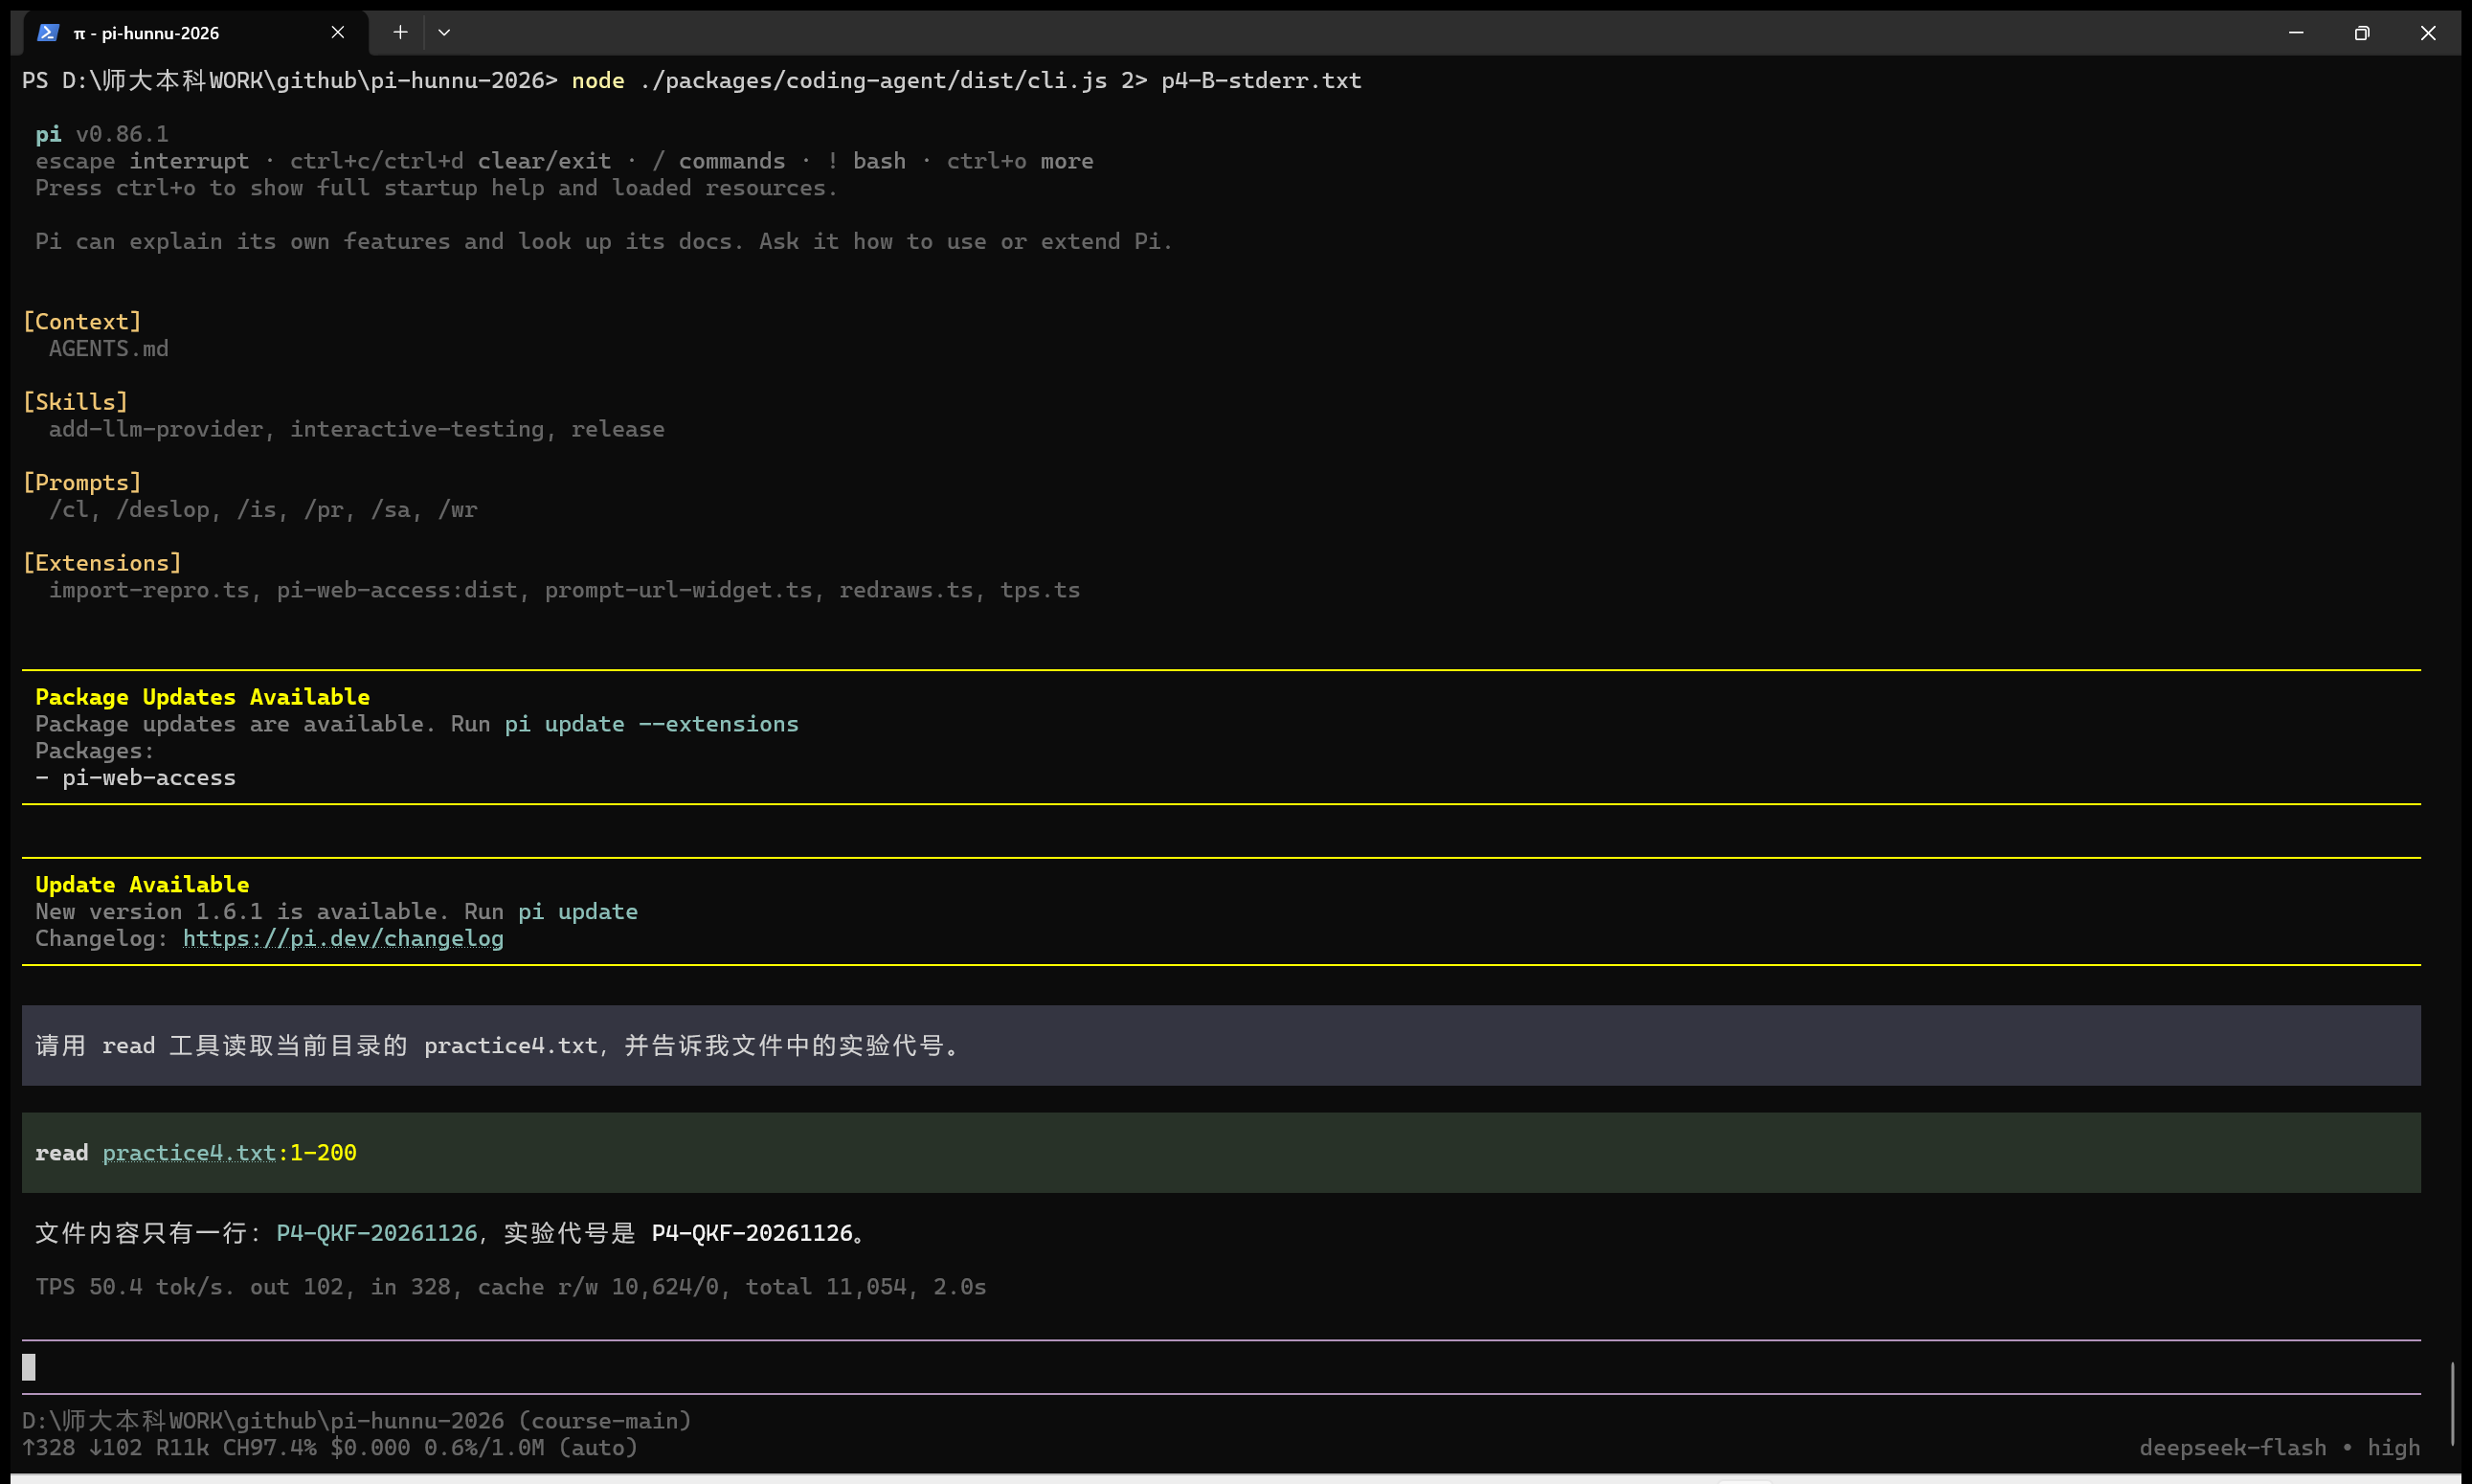 π - pi-hunnu-2026
PS D:\师大本科WORK\github\pi-hunnu-2026> node ./packages/coding-agent/dist/cli.js 2> p4-B-stderr.txt
pi v0.86.1
escape interrupt · ctrl+c/ctrl+d clear/exit · / commands · ! bash · ctrl+o more
Press ctrl+o to show full startup help and loaded resources.
Pi can explain its own features and look up its docs. Ask it how to use or extend Pi.
[Context]
AGENTS.md
[Skills]
add-llm-provider, interactive-testing, release
[Prompts]
/cl, /deslop, /is, /pr, /sa, /wr
[Extensions]
import-repro.ts, pi-web-access:dist, prompt-url-widget.ts, redraws.ts, tps.ts
Package Updates Available
Package updates are available. Run pi update --extensions
Packages:
- pi-web-access
Update Available
New version 1.6.1 is available. Run pi update
Changelog: https://pi.dev/changelog
请用 read 工具读取当前目录的 practice4.txt，并告诉我文件中的实验代号。
read practice4.txt:1-200
文件内容只有一行：P4-QKF-20261126，实验代号是 P4-QKF-20261126。
TPS 50.4 tok/s. out 102, in 328, cache r/w 10,624/0, total 11,054, 2.0s
D:\师大本科WORK\github\pi-hunnu-2026 (course-main)
↑328 ↓102 R11k CH97.4% $0.000 0.6%/1.0M (auto) deepseek-flash • high